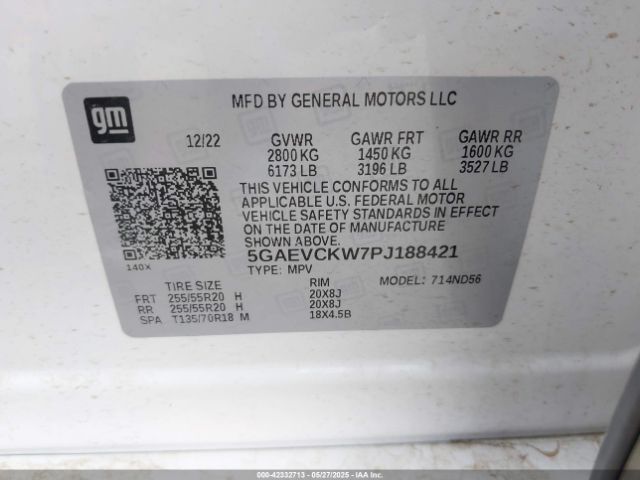 gm
MFD BY GENERAL MOTORS LLC
12/22 GVWR GAWR FRT GAWR RR
2800 KG 1450 KG 1600 KG
6173 LB 3196 LB 3527 LB
THIS VEHICLE CONFORMS TO ALL
APPLICABLE U.S. FEDERAL MOTOR
VEHICLE SAFETY STANDARDS IN EFFECT
ON THE DATE OF MANUFACTURE
SHOWN ABOVE.
5GAEVCKW7PJ188421
140X
TYPE: MPV MODEL: 714ND56
TIRE SIZE RIM
FRT 255/55R20 H 20X8J
RR 255/55R20 H 20X8J
SPA T135/70R18 M 18X4.5B
000-42332713 - 05/27/2025 - IAAI, Inc.